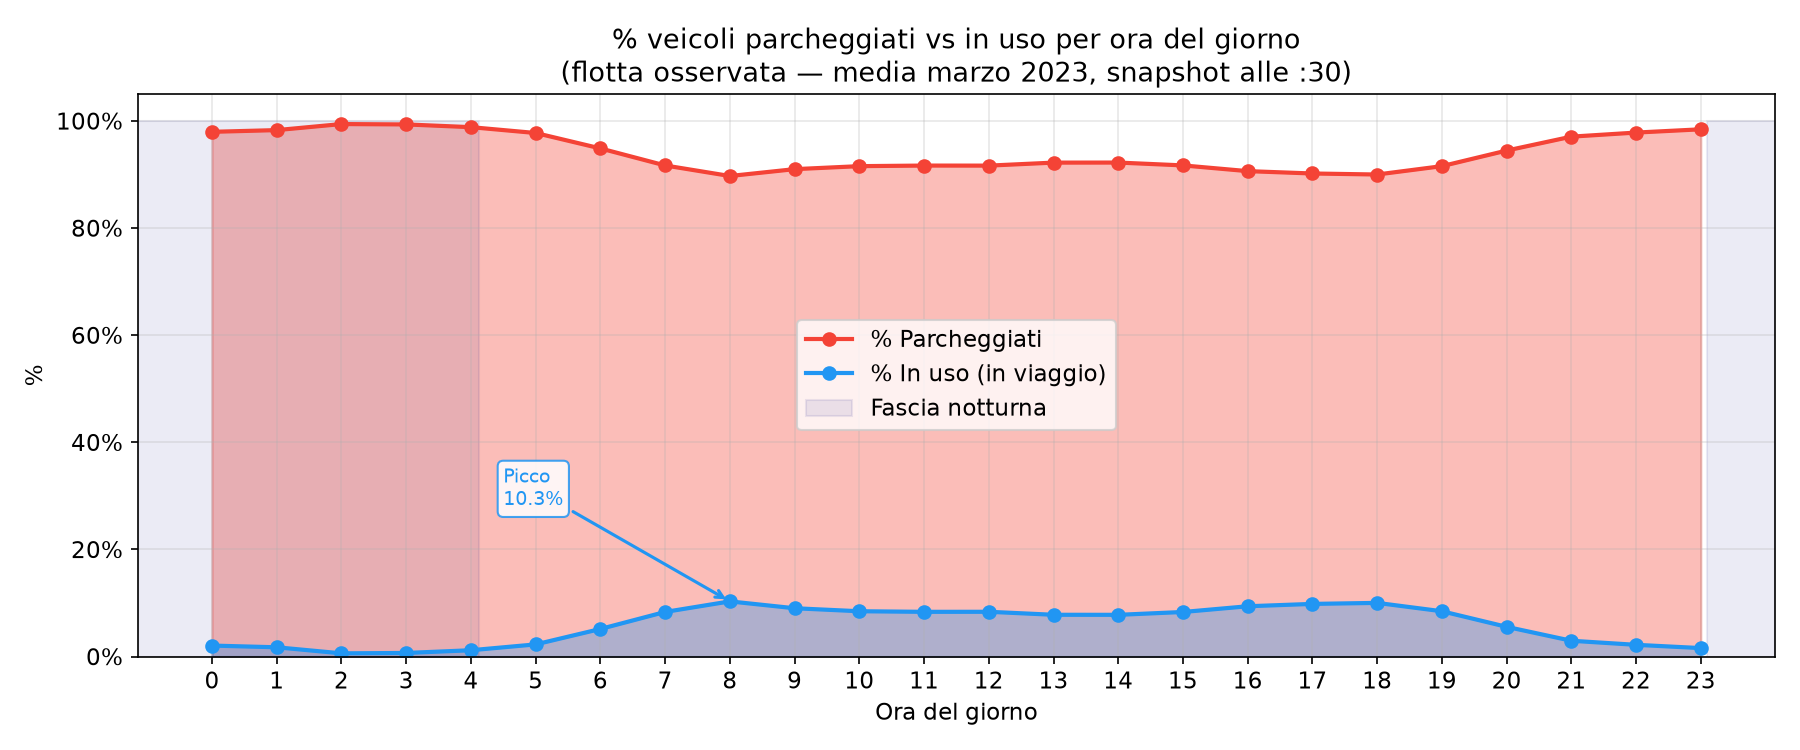 % veicoli parcheggiati vs in uso per ora del giorno
(flotta osservata — media marzo 2023, snapshot alle :30)
100%
80%
60%
40%
20%
0%
%
% Parcheggiati
% In uso (in viaggio)
Fascia notturna
Picco
10.3%
0 1 2 3 4 5 6 7 8 9 10 11 12 13 14 15 16 17 18 19 20 21 22 23
Ora del giorno